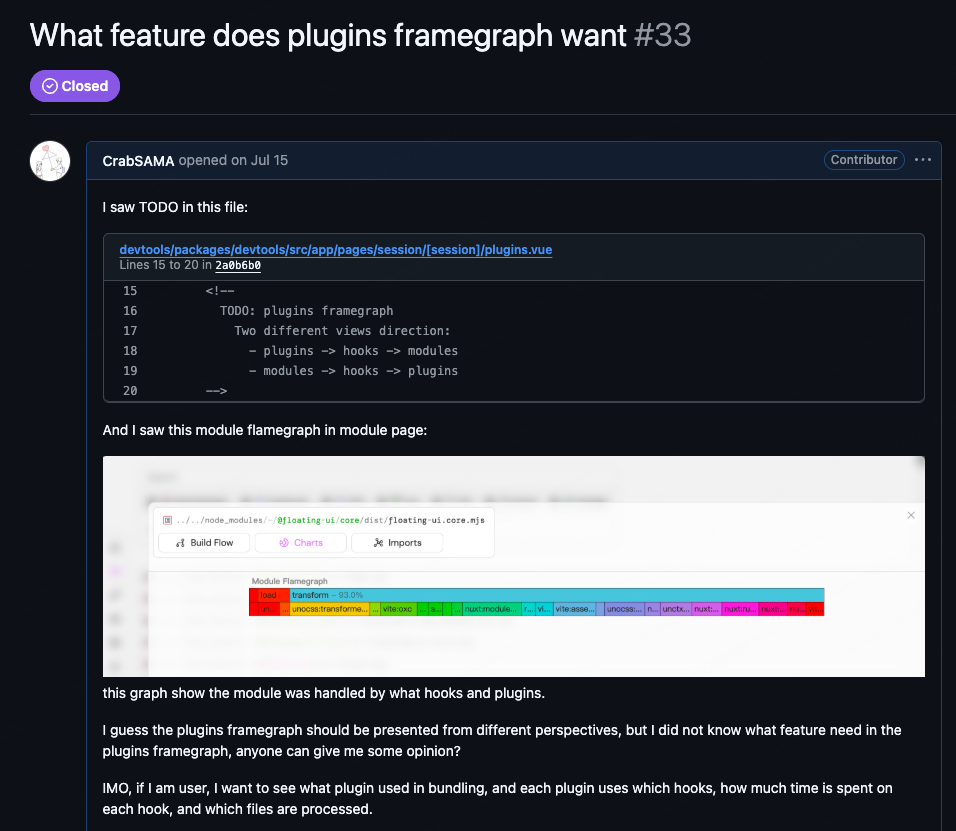 What feature does plugins framegraph want #33
Closed
CrabSAMA opened on Jul 15
Contributor
I saw TODO in this file:
devtools/packages/devtools/src/app/pages/session/[session]/plugins.vue
Lines 15 to 20 in 2a0b6b0
15 <!--
16 TODO: plugins framegraph
17 Two different views direction:
18 - plugins -> hooks -> modules
19 - modules -> hooks -> plugins
20 -->
And I saw this module flamegraph in module page:
../../node_modules/~/@floating-ui/core/dist/floating-ui.core.mjs
Build Flow
Charts
Imports
Module Flamegraph
load transform – 93.0%
un... ... unocss:transforme... ... vite:oxc ... s... ... nuxt:module... r... vi... vite:asse... unocss:... n... unctx... nuxt:... nuxt:ru... nuxt:... nu... vit...
this graph show the module was handled by what hooks and plugins.
I guess the plugins framegraph should be presented from different perspectives, but I did not know what feature need in the
plugins framegraph, anyone can give me some opinion?
IMO, if I am user, I want to see what plugin used in bundling, and each plugin uses which hooks, how much time is spent on
each hook, and which files are processed.